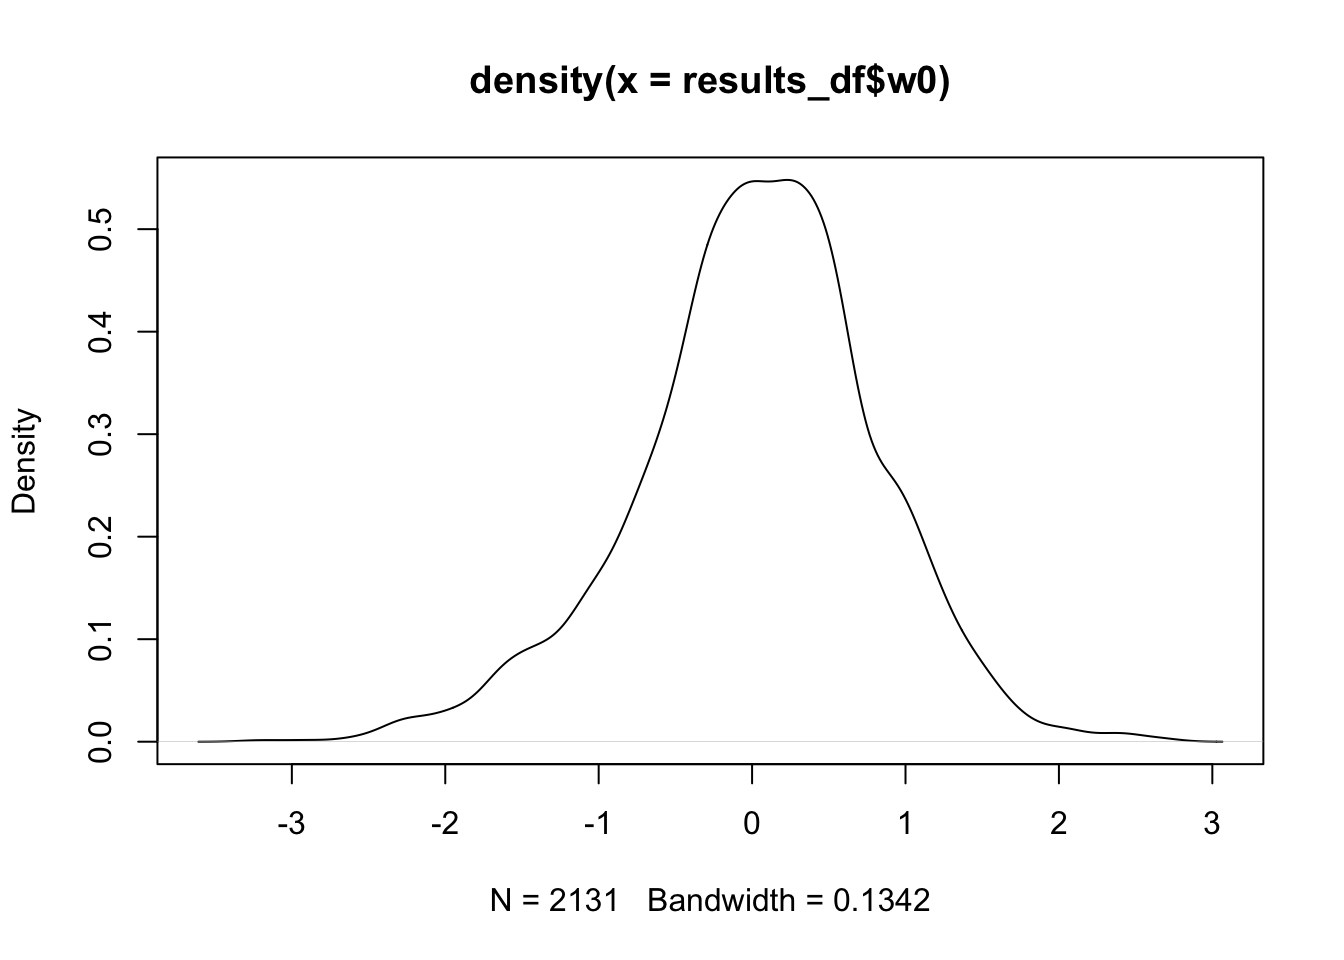 density(x = results_df$w0)
Density
0.5
0.4
0.3
0.2
0.1
0.0
-3 -2 -1 0 1 2 3
N = 2131 Bandwidth = 0.1342